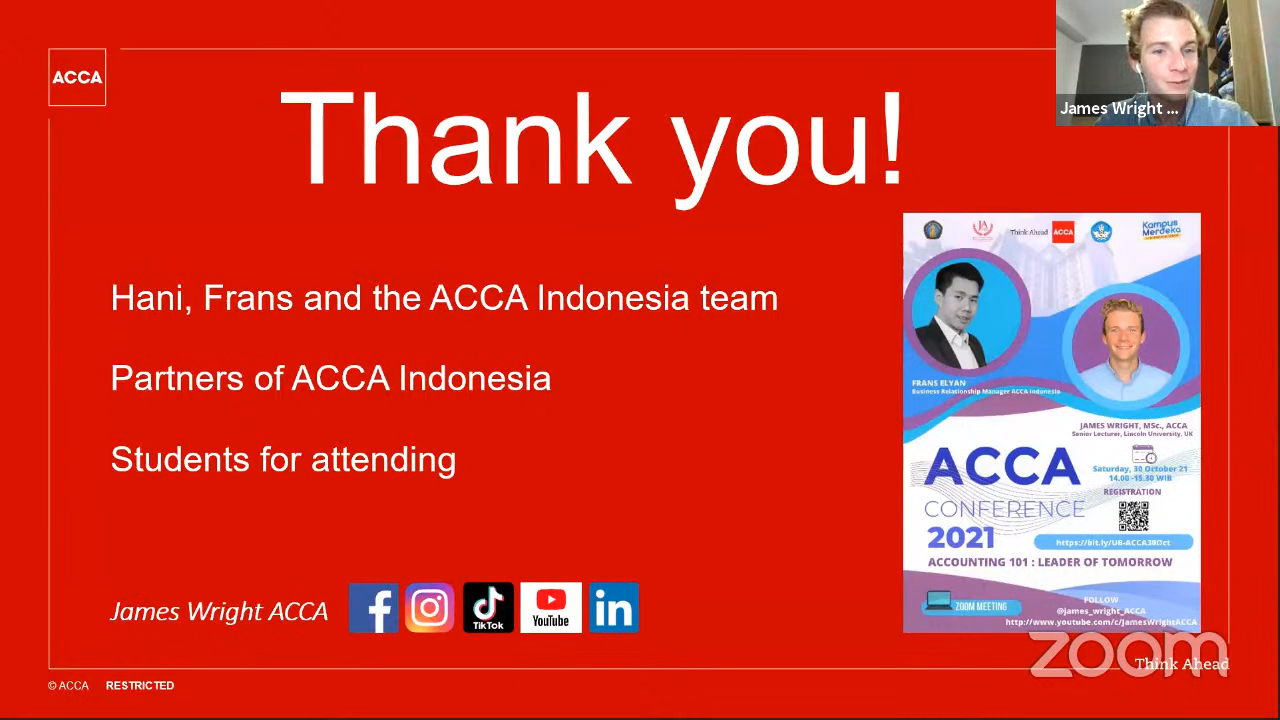 ACCA
Thank you!
James Wright ...
Hani, Frans and the ACCA Indonesia team
Partners of ACCA Indonesia
Students for attending
James Wright ACCA
TikTok
YouTube
in
Think Ahead
ACCA
Kampus
Merdeka
FRANS ELYAN
Business Relationship Manager ACCA Indonesia
JAMES WRIGHT, MSc., ACCA
Senior Lecturer, Lincoln University, UK
ACCA
CONFERENCE
2021
Saturday, 30 October 21
14.00 -15.30 WIB
REGISTRATION
https://bit.ly/UB-ACCA30Oct
ACCOUNTING 101 : LEADER OF TOMORROW
ZOOM MEETING
FOLLOW
@james_wright_ACCA
http://www.youtube.com/c/JamesWrightACCA
zoom
Think Ahead
© ACCA RESTRICTED